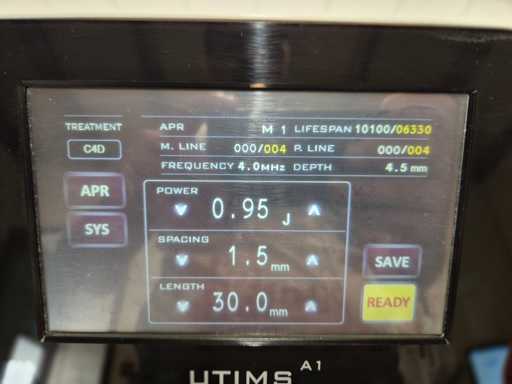 TREATMENT
C4D
APR
SYS
APR M 1 LIFESPAN 10100/06330
M. LINE 000/004 P. LINE 000/004
FREQUENCY 4.0MHz DEPTH 4.5 mm
POWER
0.95 J
SPACING
1.5 mm
LENGTH
30.0 mm
SAVE
READY
UTIMS A1